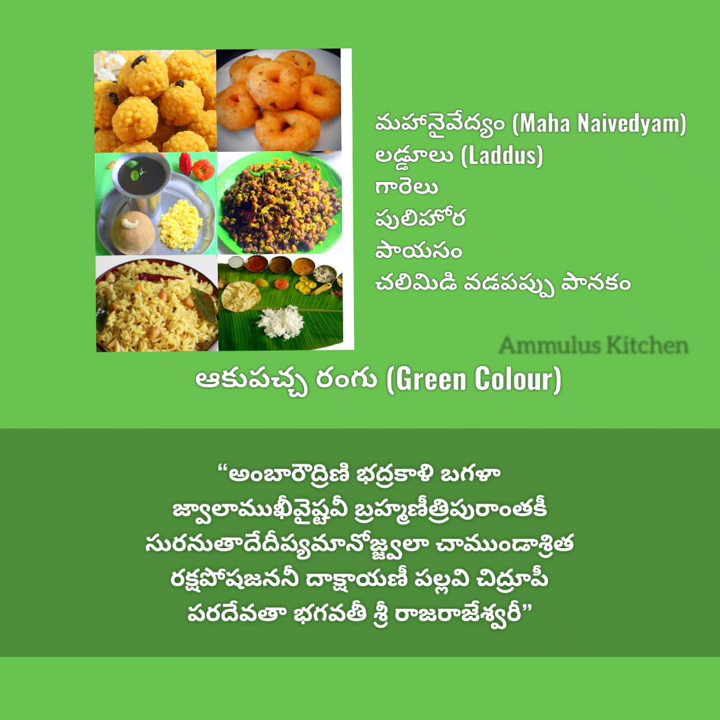 మహానైవేద్యం (Maha Naivedyam)
లడ్డూలు (Laddus)
గారెలు
పులిహోర
పాయసం
చలిమిడి వడపప్పు పానకం
Ammulus Kitchen
ఆకుపచ్చ రంగు (Green Colour)
“అంబారౌద్రిణి భద్రకాళి బగళా
జ్వాలాముఖీవైష్టవీ బ్రహ్మణీత్రిపురాంతకీ
సురనుతాదేదీప్యమానోజ్జ్వలా చాముండాశ్రిత
రక్షపోషజననీ దాక్షాయణీ పల్లవి చిద్రూపీ
పరదేవతా భగవతీ శ్రీ రాజరాజేశ్వరీ”